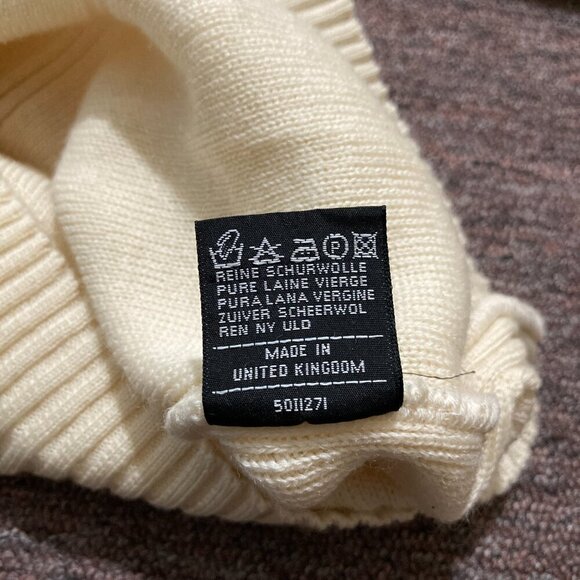 P
REINE SCHURWOLLE
PURE LAINE VIERGE
PURA LANA VERGINE
ZUIVER SCHEERWOL
REN NY ULD
MADE IN
UNITED KINGDOM
5011271